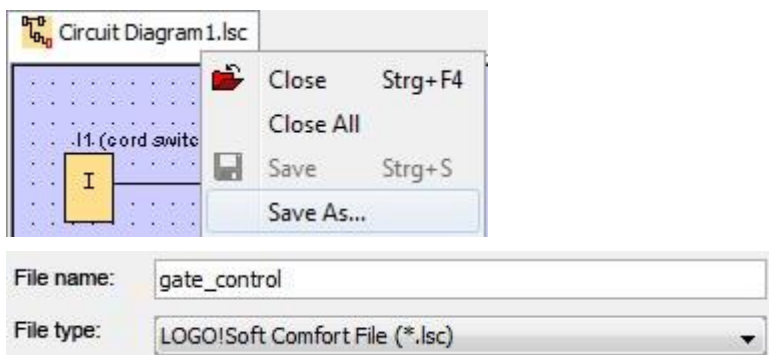 Circuit Diagram1.lsc
Close Strg+F4
Close All
I1 (cord switc
Save Strg+S
I
Save As...
File name: gate_control
File type: LOGO!Soft Comfort File (*.lsc)